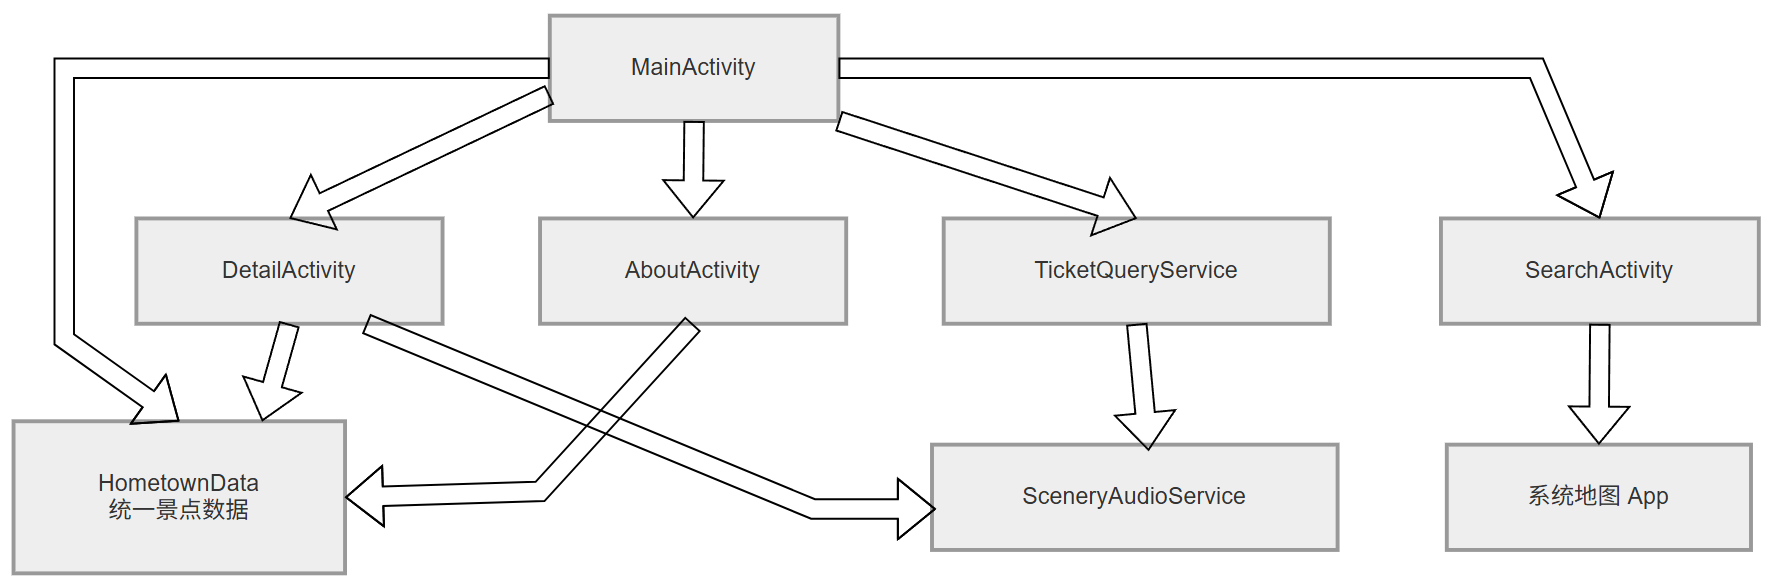 MainActivity
DetailActivity
AboutActivity
TicketQueryService
SearchActivity
HometownData
统一景点数据
SceneryAudioService
系统地图 App